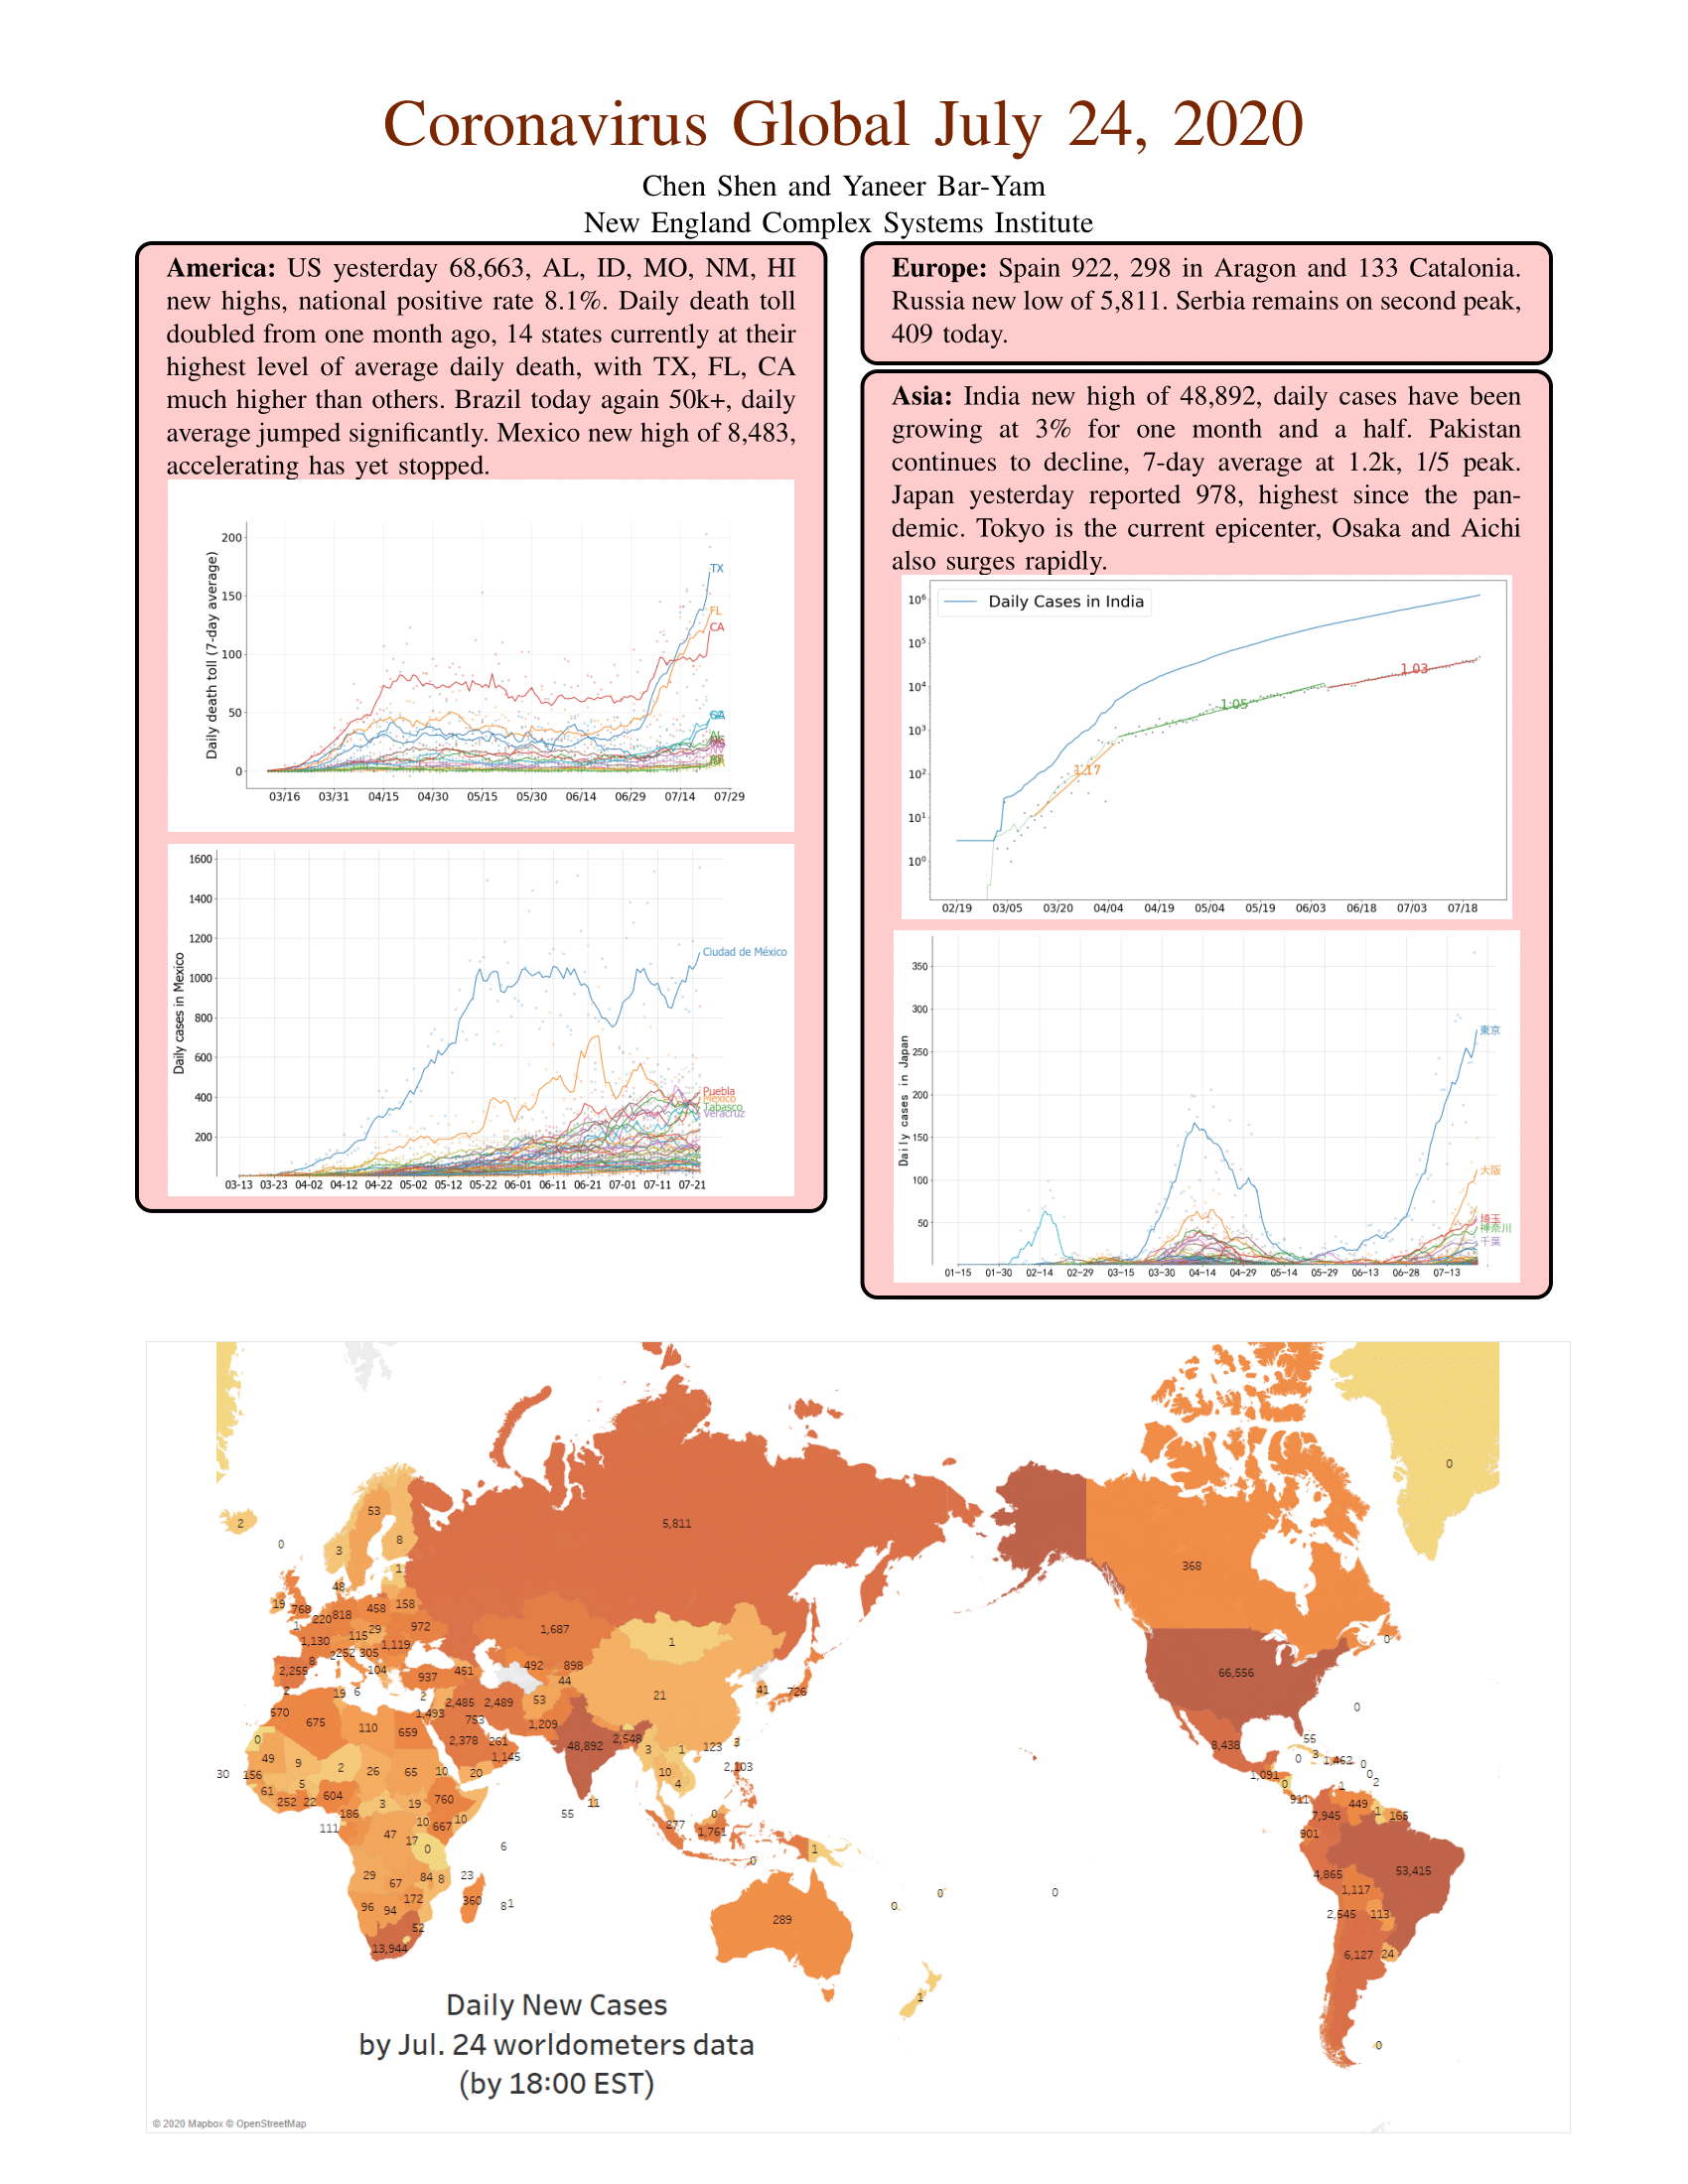 Coronavirus Global July 24, 2020
Chen Shen and Yaneer Bar-Yam
New England Complex Systems Institute
America: US yesterday 68,663, AL, ID, MO, NM, HI
new highs, national positive rate 8.1%. Daily death toll
doubled from one month ago, 14 states currently at their
highest level of average daily death, with TX, FL, CA
much higher than others. Brazil today again 50k+, daily
average jumped significantly. Mexico new high of 8,483,
accelerating has yet stopped.
Daily death toll (7-day average)
200
150
100
50
0
TX
FL
CA
03/16 03/31 04/15 04/30 05/15 05/30 06/14 06/29 07/14 07/29
Daily cases in Mexico
1600
1400
1200
1000
800
600
400
200
Ciudad de México
Puebla
México
Tabasco
Veracruz
03-13 03-23 04-02 04-12 04-22 05-02 05-12 05-22 06-01 06-11 06-21 07-01 07-11 07-21
Europe: Spain 922, 298 in Aragon and 133 Catalonia.
Russia new low of 5,811. Serbia remains on second peak,
409 today.
Asia: India new high of 48,892, daily cases have been
growing at 3% for one month and a half. Pakistan
continues to decline, 7-day average at 1.2k, 1/5 peak.
Japan yesterday reported 978, highest since the pan-
demic. Tokyo is the current epicenter, Osaka and Aichi
also surges rapidly.
Daily Cases in India
10⁶
10⁵
10⁴
10³
10²
10¹
10⁰
1.17
1.05
1.03
02/19 03/05 03/20 04/04 04/19 05/04 05/19 06/03 06/18 07/03 07/18
Daily cases in Japan
350
300
250
200
150
100
50
東京
大阪
埼玉
神奈川
千葉
01-15 01-30 02-14 02-29 03-15 03-30 04-14 04-29 05-14 05-29 06-13 06-28 07-13
0
2 53 5,811
0 3 8
1 368
48
19 768 220 818 458 158
1 115 29 972 1,687 1 0
1,130 2 252 305 1,119
2,255 8 104 937 451 492 898 44 66,556
2 19 6 2 2,485 2,489 53 21 41 726
570 675 110 659 1,493 753 1,209 0
0 2,378 261 48,892 2,548 8,438 55
49 9 2 26 65 10 20 1,145 3 1 123 3 0 3 1,462 0
30 156 5 10 2,103 1,091 0 0 2
61 252 22 604 3 19 760 4 1
186 10 10 55 11 0 911 449 1 165
111 47 17 667 277 1,761 7,945
0 6 0 1 901
29 67 84 8 23 4,865 53,415
96 94 172 360 8 1 289 0 0 0 1,117
52 2,545 113
13,944 6,127 24
1
0
Daily New Cases
by Jul. 24 worldometers data
(by 18:00 EST)
© 2020 Mapbox © OpenStreetMap